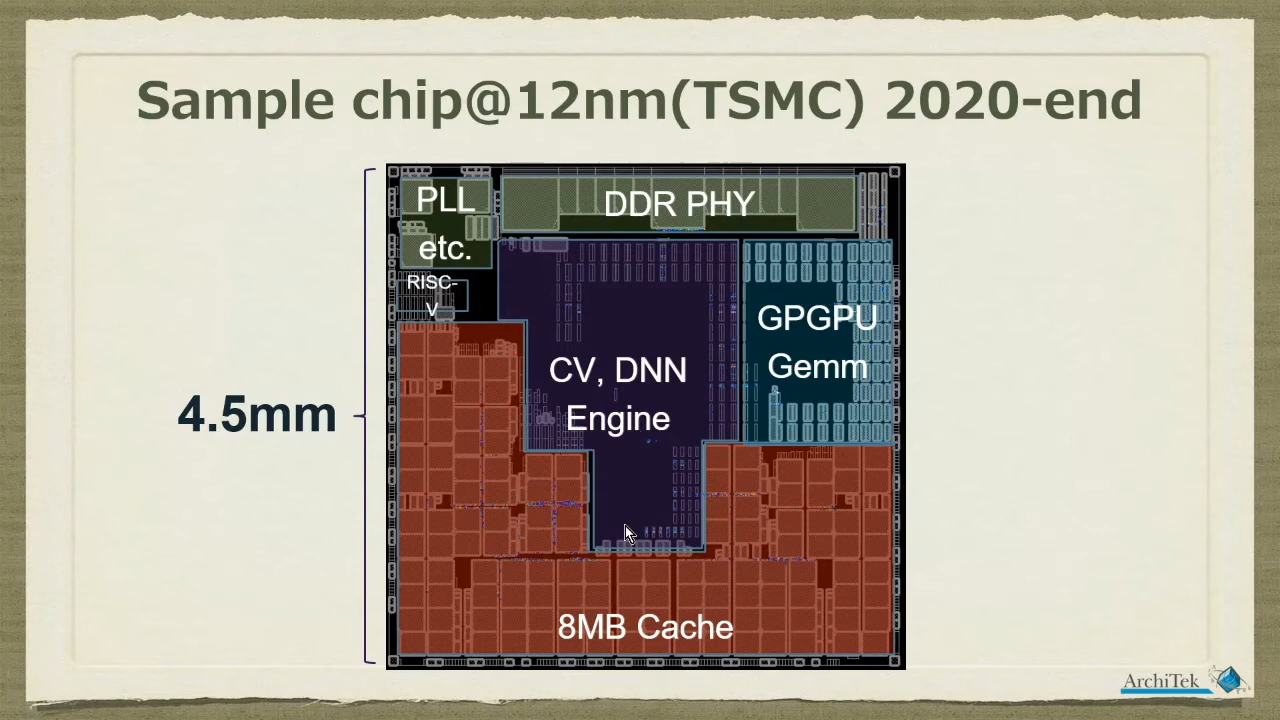 Sample chip@12nm(TSMC) 2020-end
PLL
etc.
DDR PHY
RISC-
V
GPGPU
Gemm
CV, DNN
Engine
4.5mm
8MB Cache
ArchiTek